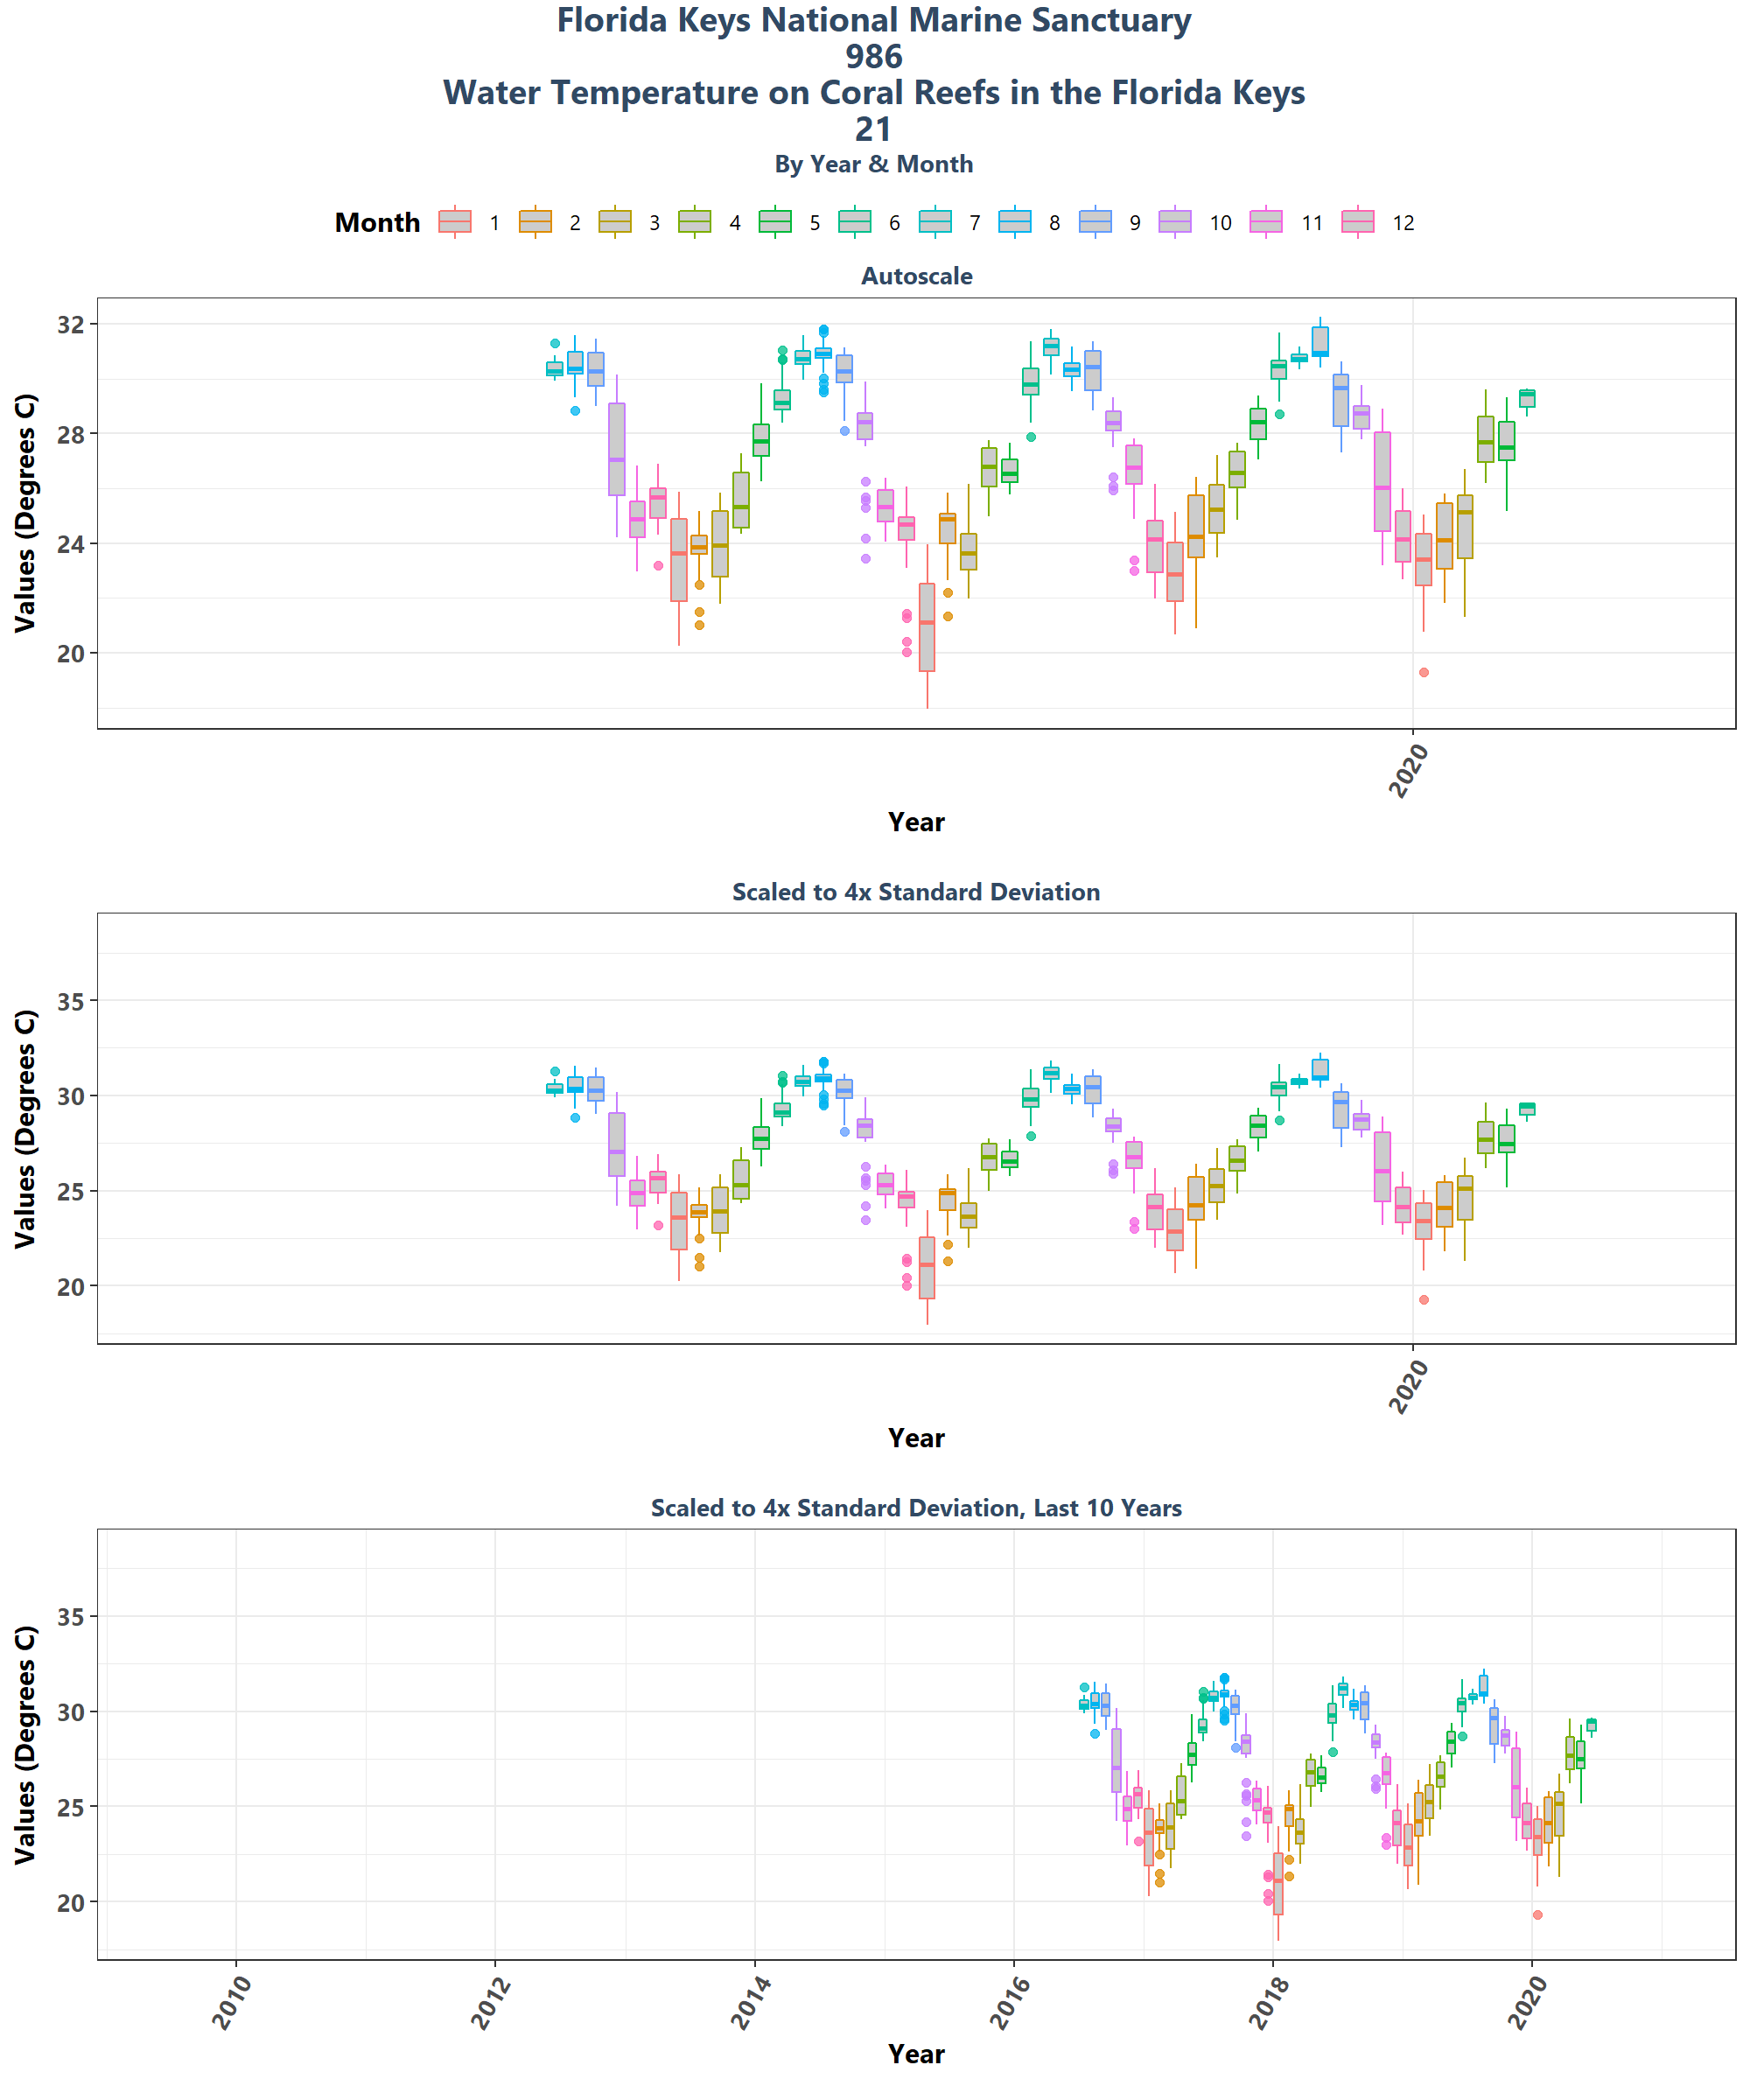 Florida Keys National Marine Sanctuary
986
Water Temperature on Coral Reefs in the Florida Keys
21
By Year & Month
Month 1 2 3 4 5 6 7 8 9 10 11 12
Autoscale
Values (Degrees C)
32
28
24
20
2020
Year
Scaled to 4x Standard Deviation
Values (Degrees C)
35
30
25
20
2020
Year
Scaled to 4x Standard Deviation, Last 10 Years
Values (Degrees C)
35
30
25
20
2010 2012 2014 2016 2018 2020
Year